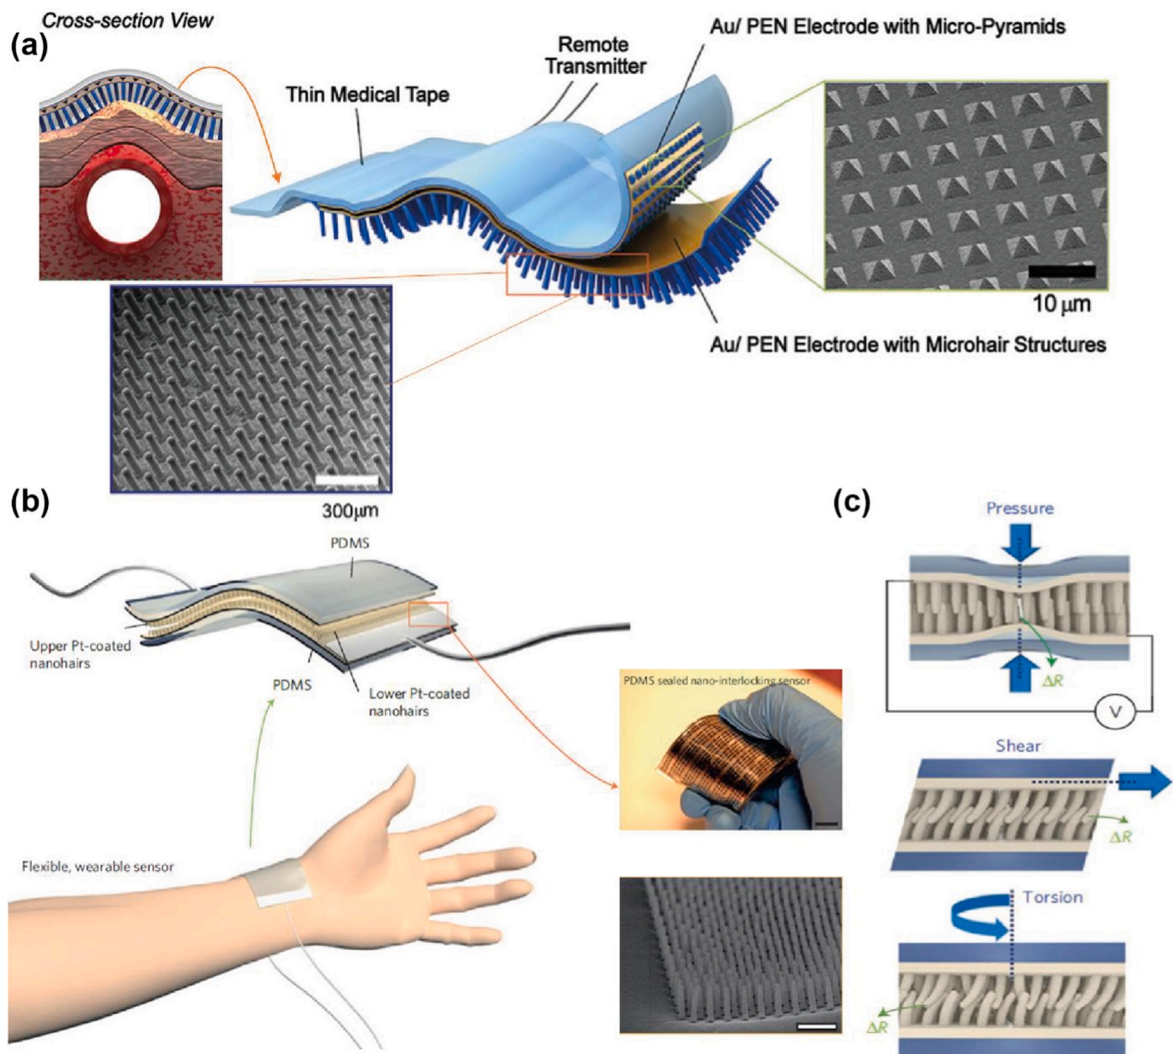 Cross-section View
(a)
Thin Medical Tape
Remote
Transmitter
Au/ PEN Electrode with Micro-Pyramids
10 μm
Au/ PEN Electrode with Microhair Structures
300μm
(b)
PDMS
Upper Pt-coated
nanohairs
PDMS
Lower Pt-coated
nanohairs
PDMS sealed nano-interlocking sensor
Flexible, wearable sensor
(c)
Pressure
ΔR
V
Shear
ΔR
Torsion
ΔR